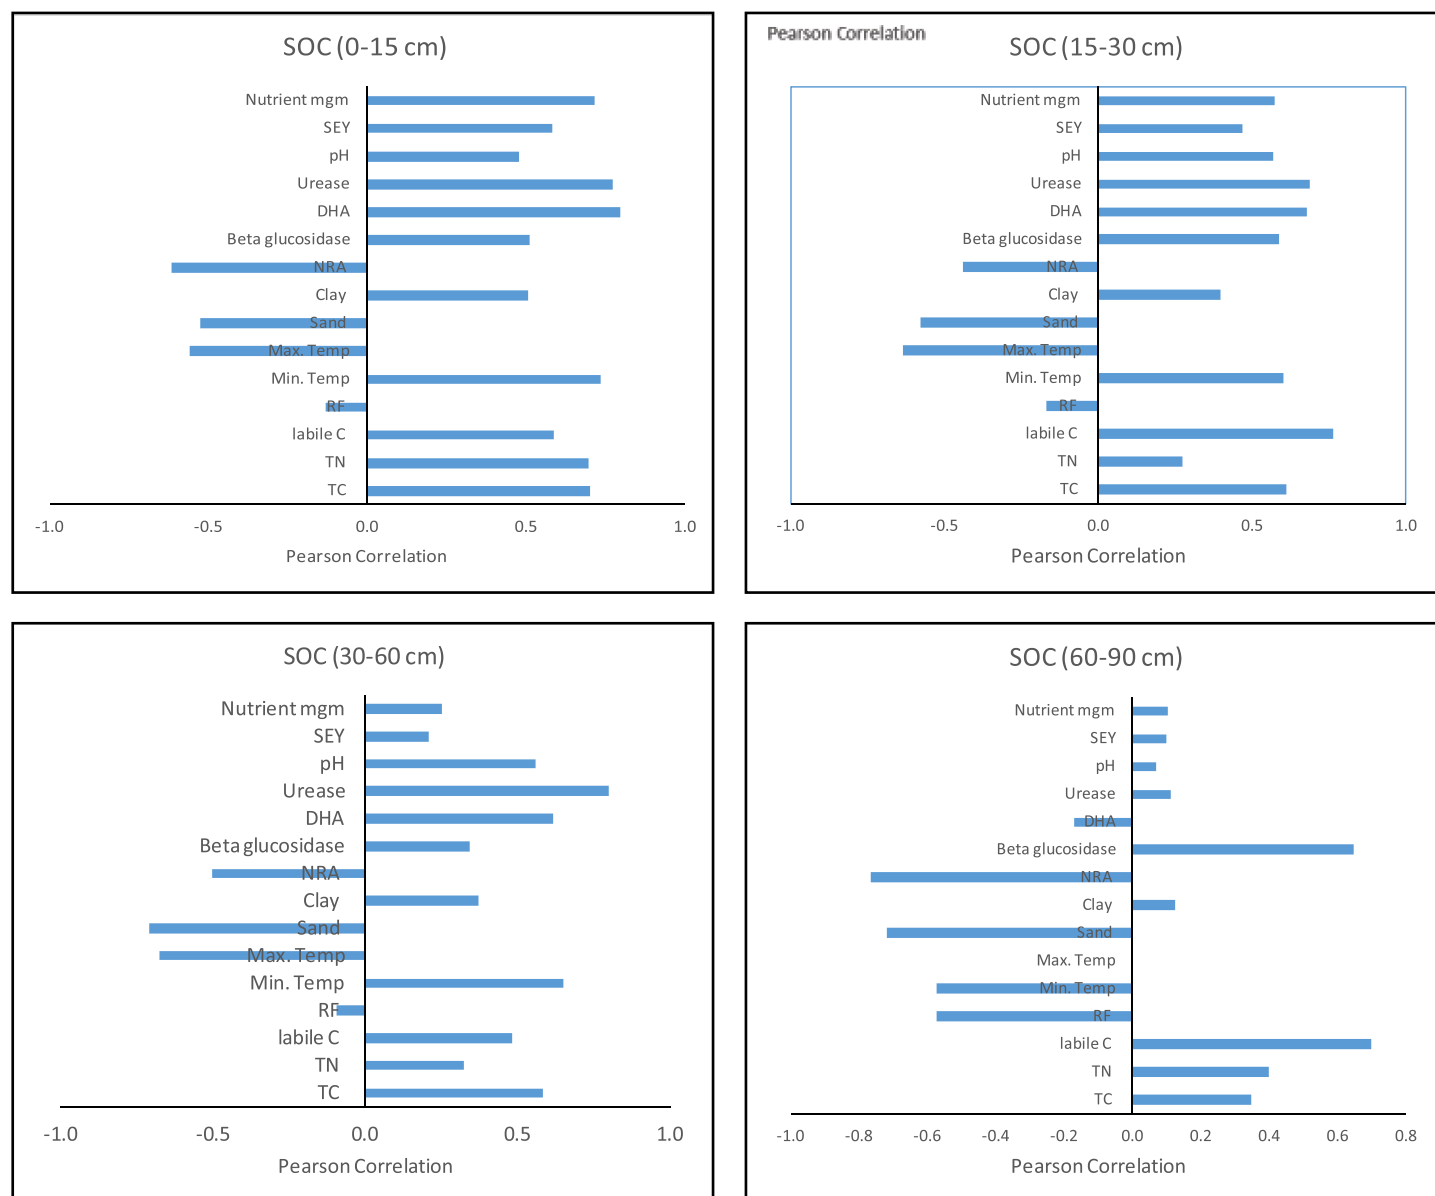 SOC (0-15 cm)
Nutrient mgm
SEY
pH
Urease
DHA
Beta glucosidase
NRA
Clay
Sand
Max. Temp
Min. Temp
RF
labile C
TN
TC
-1.0 -0.5 0.0 0.5 1.0
Pearson Correlation
Pearson Correlation
SOC (15-30 cm)
Nutrient mgm
SEY
pH
Urease
DHA
Beta glucosidase
NRA
Clay
Sand
Max. Temp
Min. Temp
RF
labile C
TN
TC
-1.0 -0.5 0.0 0.5 1.0
Pearson Correlation
SOC (30-60 cm)
Nutrient mgm
SEY
pH
Urease
DHA
Beta glucosidase
NRA
Clay
Sand
Max. Temp
Min. Temp
RF
labile C
TN
TC
-1.0 -0.5 0.0 0.5 1.0
Pearson Correlation
SOC (60-90 cm)
Nutrient mgm
SEY
pH
Urease
DHA
Beta glucosidase
NRA
Clay
Sand
Max. Temp
Min. Temp
RF
labile C
TN
TC
-1.0 -0.8 -0.6 -0.4 -0.2 0.0 0.2 0.4 0.6 0.8
Pearson Correlation